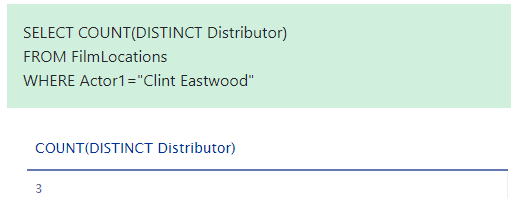 SELECT COUNT(DISTINCT Distributor)
FROM FilmLocations
WHERE Actor1="Clint Eastwood"
COUNT(DISTINCT Distributor)
3